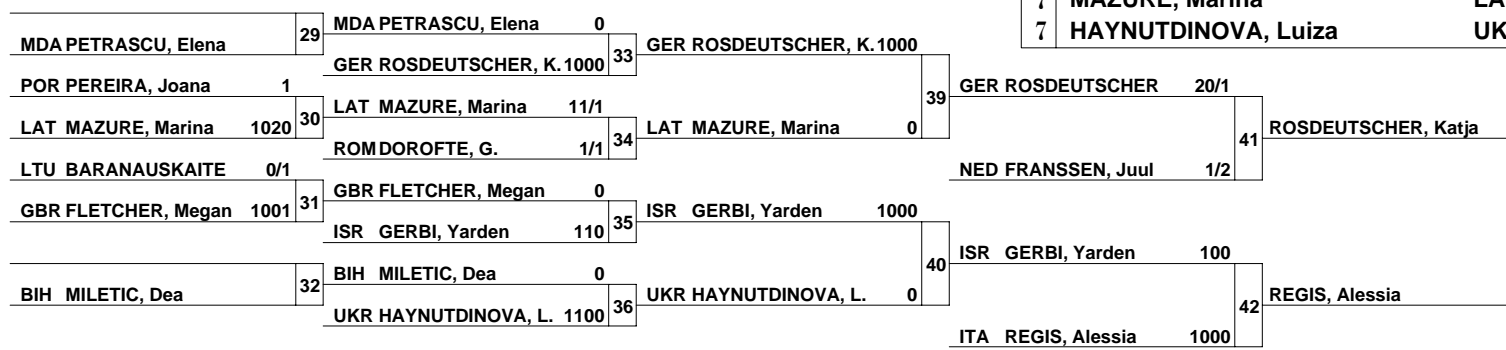 7 MAZURE, Marina
7 HAYNUTDINOVA, Luiza UK
29
MDA PETRASCU, Elena
POR PEREIRA, Joana 1
30
LAT MAZURE, Marina 1020
LTU BARANAUSKAITE 0/1
31
GBR FLETCHER, Megan 1001
32
BIH MILETIC, Dea
MDA PETRASCU, Elena 0
33
GER ROSDEUTSCHER, K. 1000
LAT MAZURE, Marina 11/1
34
ROM DOROFTE, G. 1/1
GBR FLETCHER, Megan 0
35
ISR GERBI, Yarden 110
BIH MILETIC, Dea 0
36
UKR HAYNUTDINOVA, L. 1100
GER ROSDEUTSCHER, K. 1000
39
LAT MAZURE, Marina 0
ISR GERBI, Yarden 1000
40
UKR HAYNUTDINOVA, L. 0
GER ROSDEUTSCHER 20/1
41
NED FRANSSEN, Juul 1/2
ISR GERBI, Yarden 100
42
ITA REGIS, Alessia 1000
ROSDEUTSCHER, Katja
REGIS, Alessia